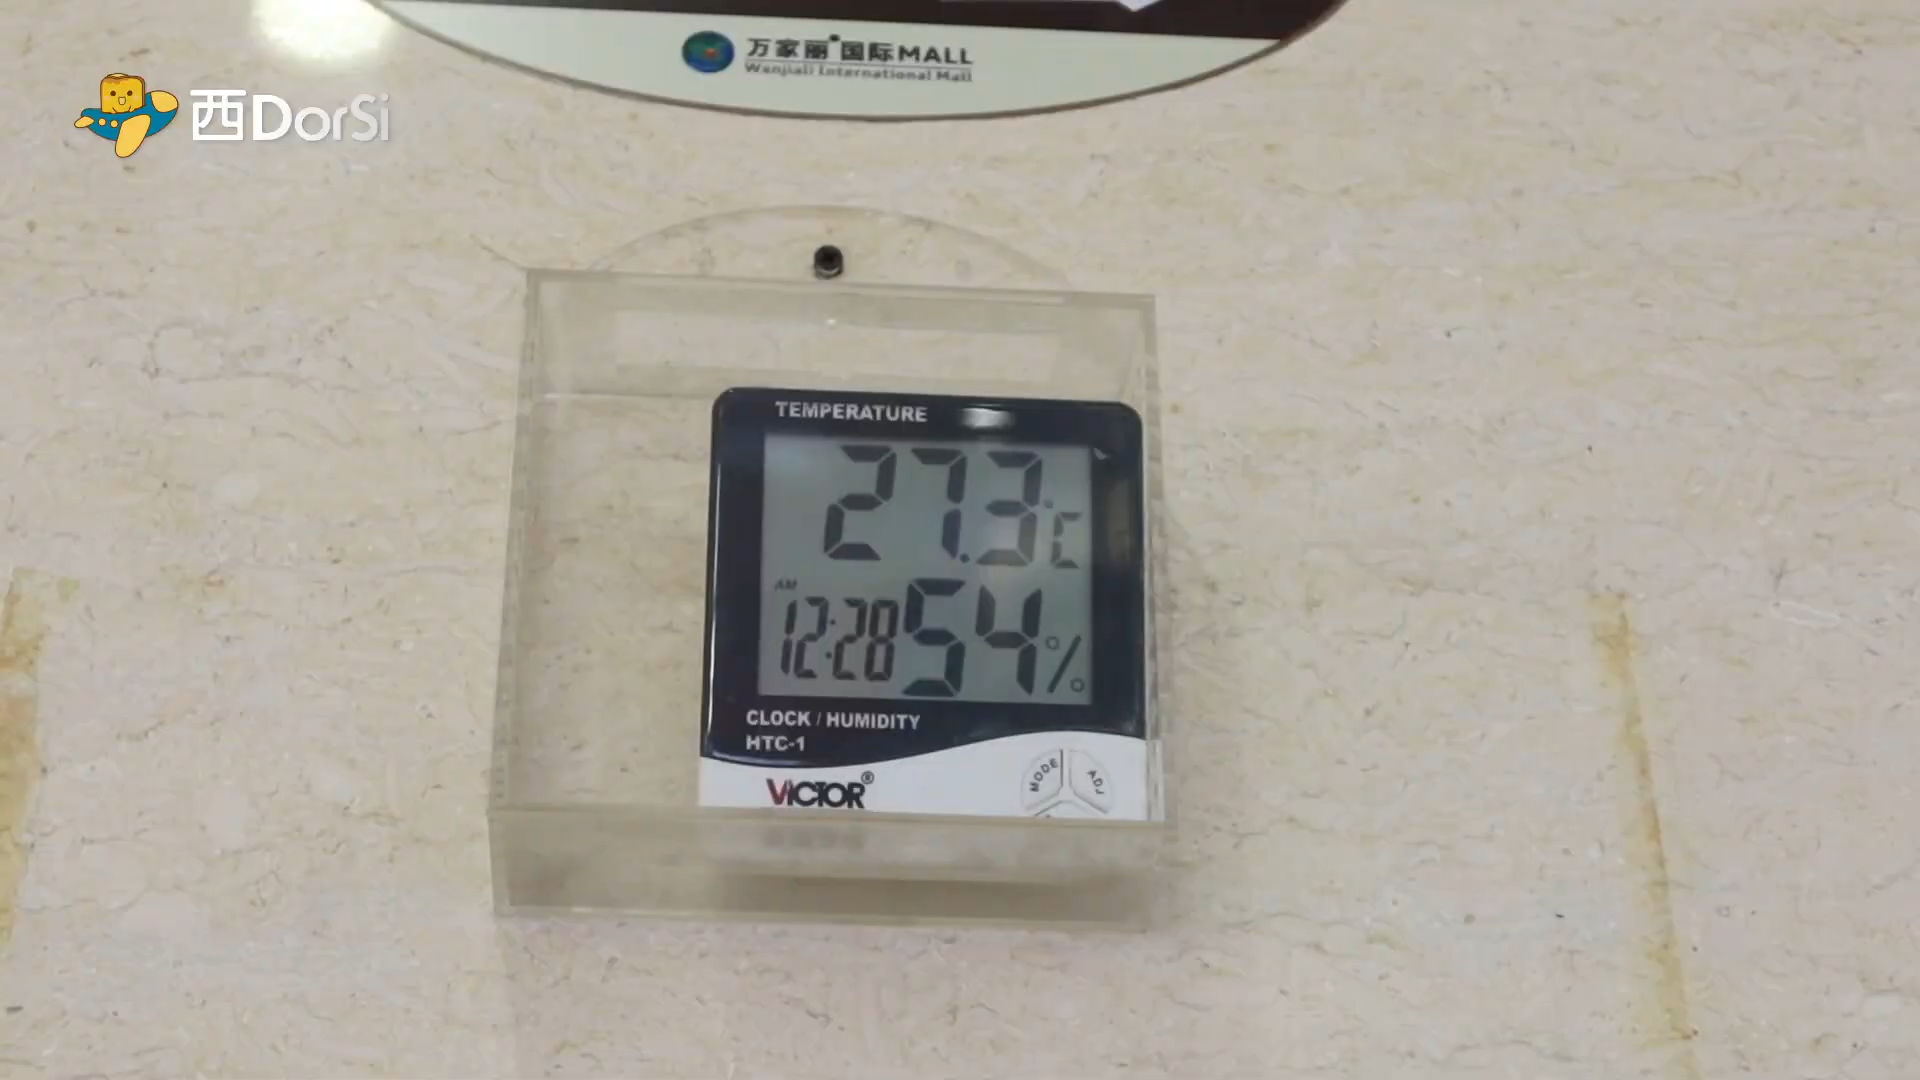 万家丽国际MALL
Wanjiali International Mall
西DorSi
TEMPERATURE
27.3°C
AM
12:28 54%
CLOCK / HUMIDITY
HTC-1
VICTOR®
MODE ADJ